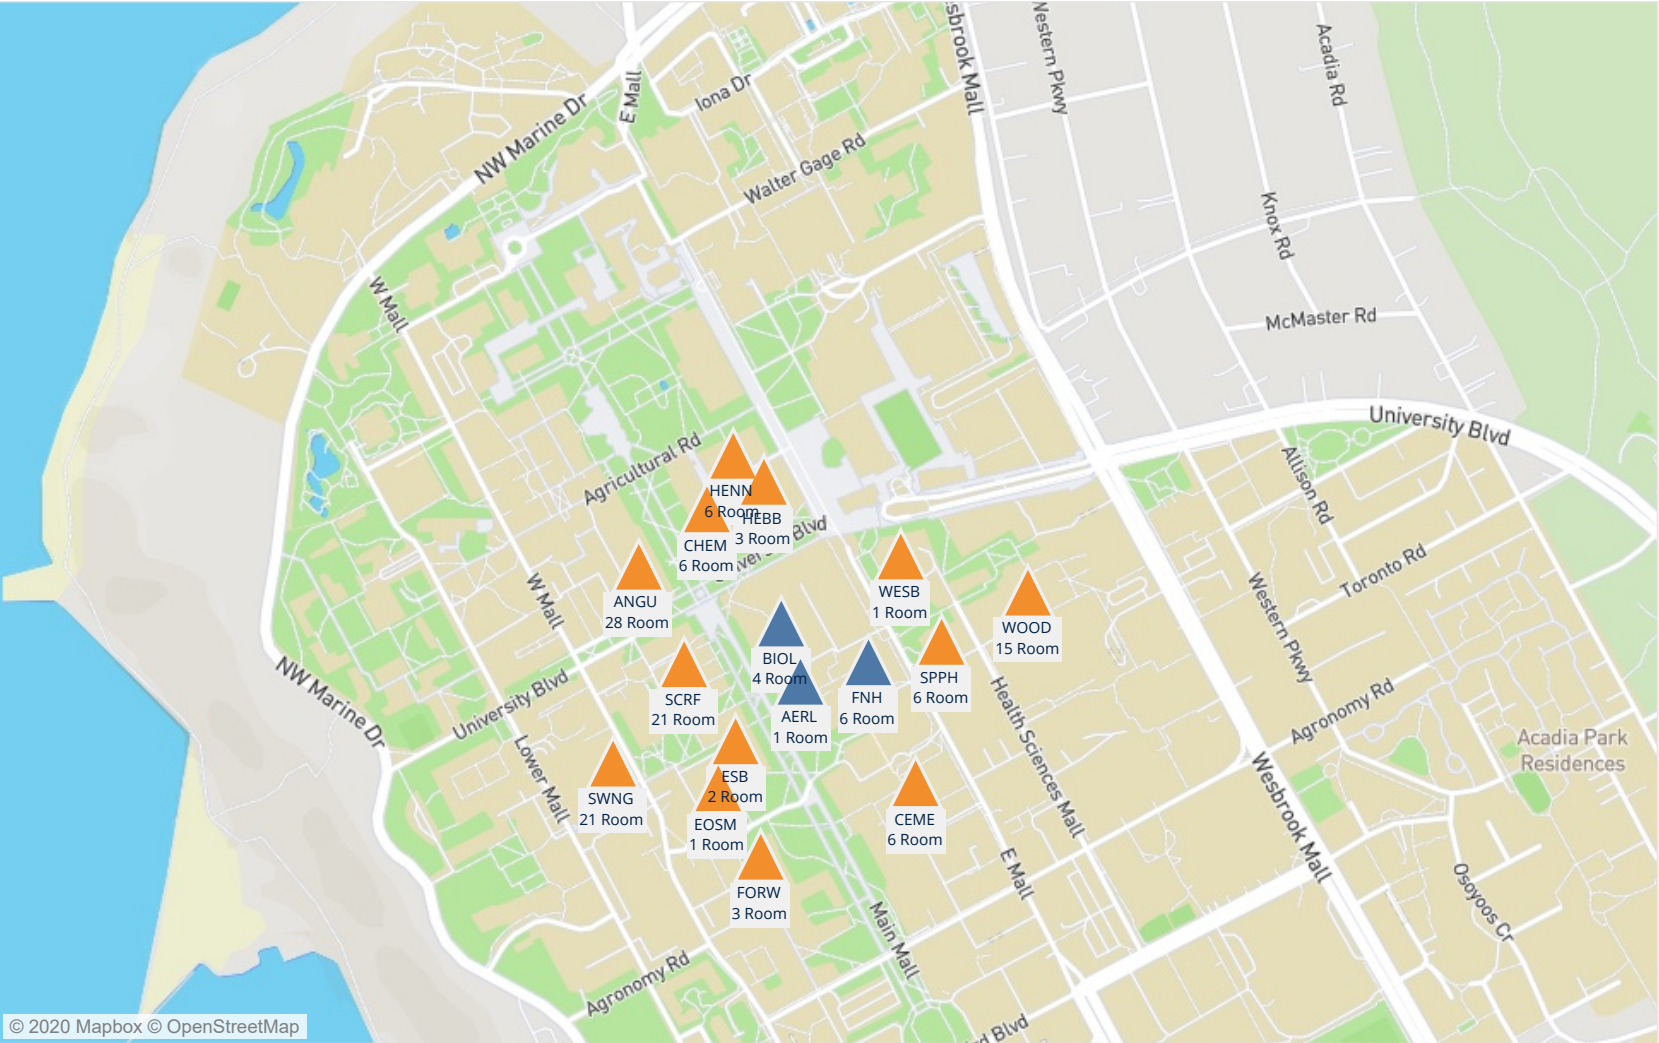 Wesbrook Mall
Western Pkwy
Acadia Rd
E Mall
Iona Dr
NW Marine Dr
Walter Gage Rd
Knox Rd
W Mall
McMaster Rd
University Blvd
Agricultural Rd
Allison Rd
HENN
6 Room
HEBB
3 Room
CHEM
6 Room
Blvd
Toronto Rd
W Mall
ANGU
28 Room
WESB
1 Room
WOOD
15 Room
Western Pkwy
BIOL
4 Room
SPPH
6 Room
FNH
6 Room
SCRF
21 Room
AERL
1 Room
NW Marine Dr
University Blvd
Health Sciences Mall
Agronomy Rd
Acadia Park
Residences
Lower Mall
ESB
2 Room
SWNG
21 Room
EOSM
1 Room
CEME
6 Room
Wesbrook Mall
FORW
3 Room
E Mall
Osoyoos Cr
Main Mall
Agronomy Rd
Blvd
© 2020 Mapbox © OpenStreetMap